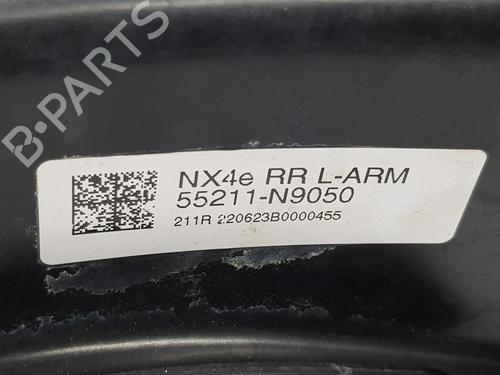 B-PARTS
NX4e RR L-ARM
55211-N9050
211R 220623B0000455